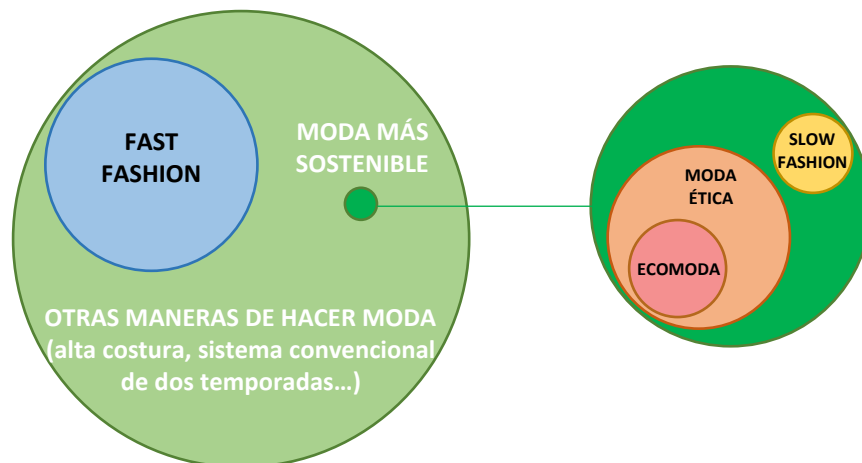 FAST
FASHION
MODA MÁS
SOSTENIBLE
OTRAS MANERAS DE HACER MODA
(alta costura, sistema convencional
de dos temporadas...)
SLOW
FASHION
MODA
ÉTICA
ECOMODA